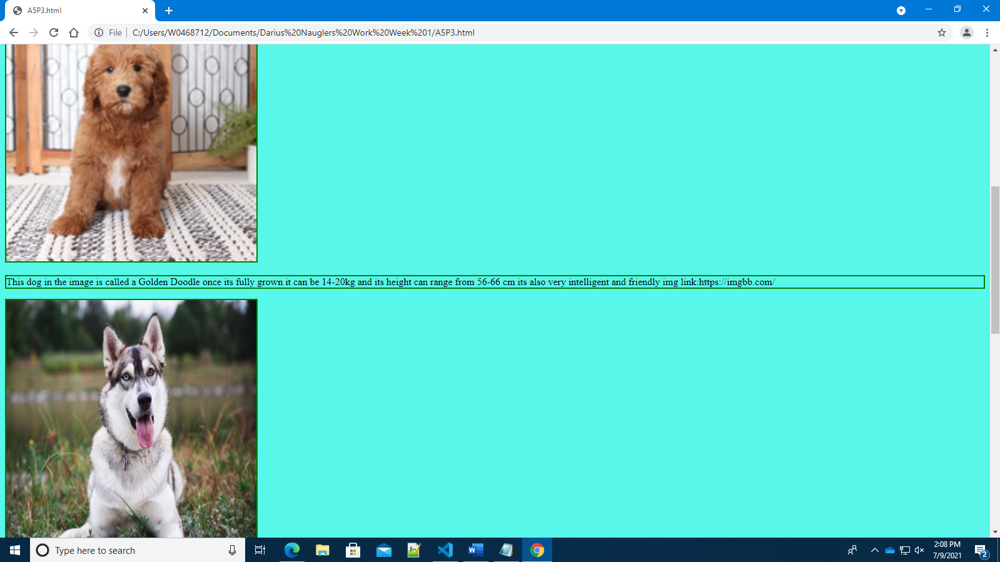 A5P3.html
File
C:/Users/W0468712/Documents/Darius%20Nauglers%20Work%20Week%201/A5P3.html
This dog in the image is called a Golden Doodle once its fully grown it can be 14-20kg and its height can range from 56-66 cm its also very intelligent and friendly img link:https://imgbb.com/
Type here to search
2:08 PM
7/9/2021
2